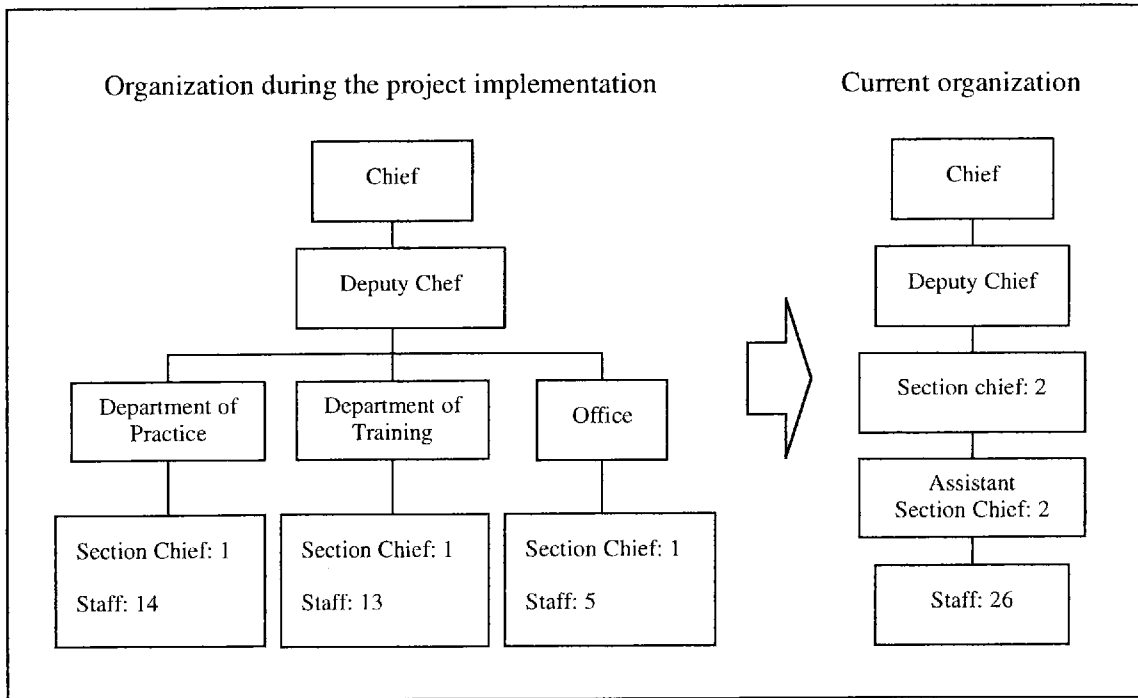 Organization during the project implementation
Current organization
Chief
Deputy Chef
Department of
Practice
Department of
Training
Office
Section Chief: 1
Staff: 14
Section Chief: 1
Staff: 13
Section Chief: 1
Staff: 5
Chief
Deputy Chief
Section chief: 2
Assistant
Section Chief: 2
Staff: 26